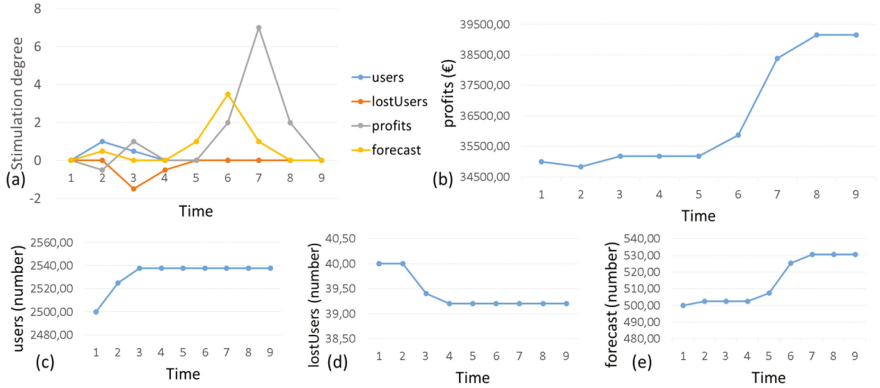 Stimulation degree
8
6
4
2
0
-2
1 2 3 4 5 6 7 8 9
Time
users
lostUsers
profits
forecast
(a)
profits (€)
39500,00
38500,00
37500,00
36500,00
35500,00
34500,00
1 2 3 4 5 6 7 8 9
Time
(b)
users (number)
2560,00
2540,00
2520,00
2500,00
2480,00
1 2 3 4 5 6 7 8 9
Time
(c)
lostUsers (number)
40,50
40,00
39,50
39,00
38,50
1 2 3 4 5 6 7 8 9
Time
(d)
forecast (number)
540,00
530,00
520,00
510,00
500,00
490,00
480,00
1 2 3 4 5 6 7 8 9
Time
(e)